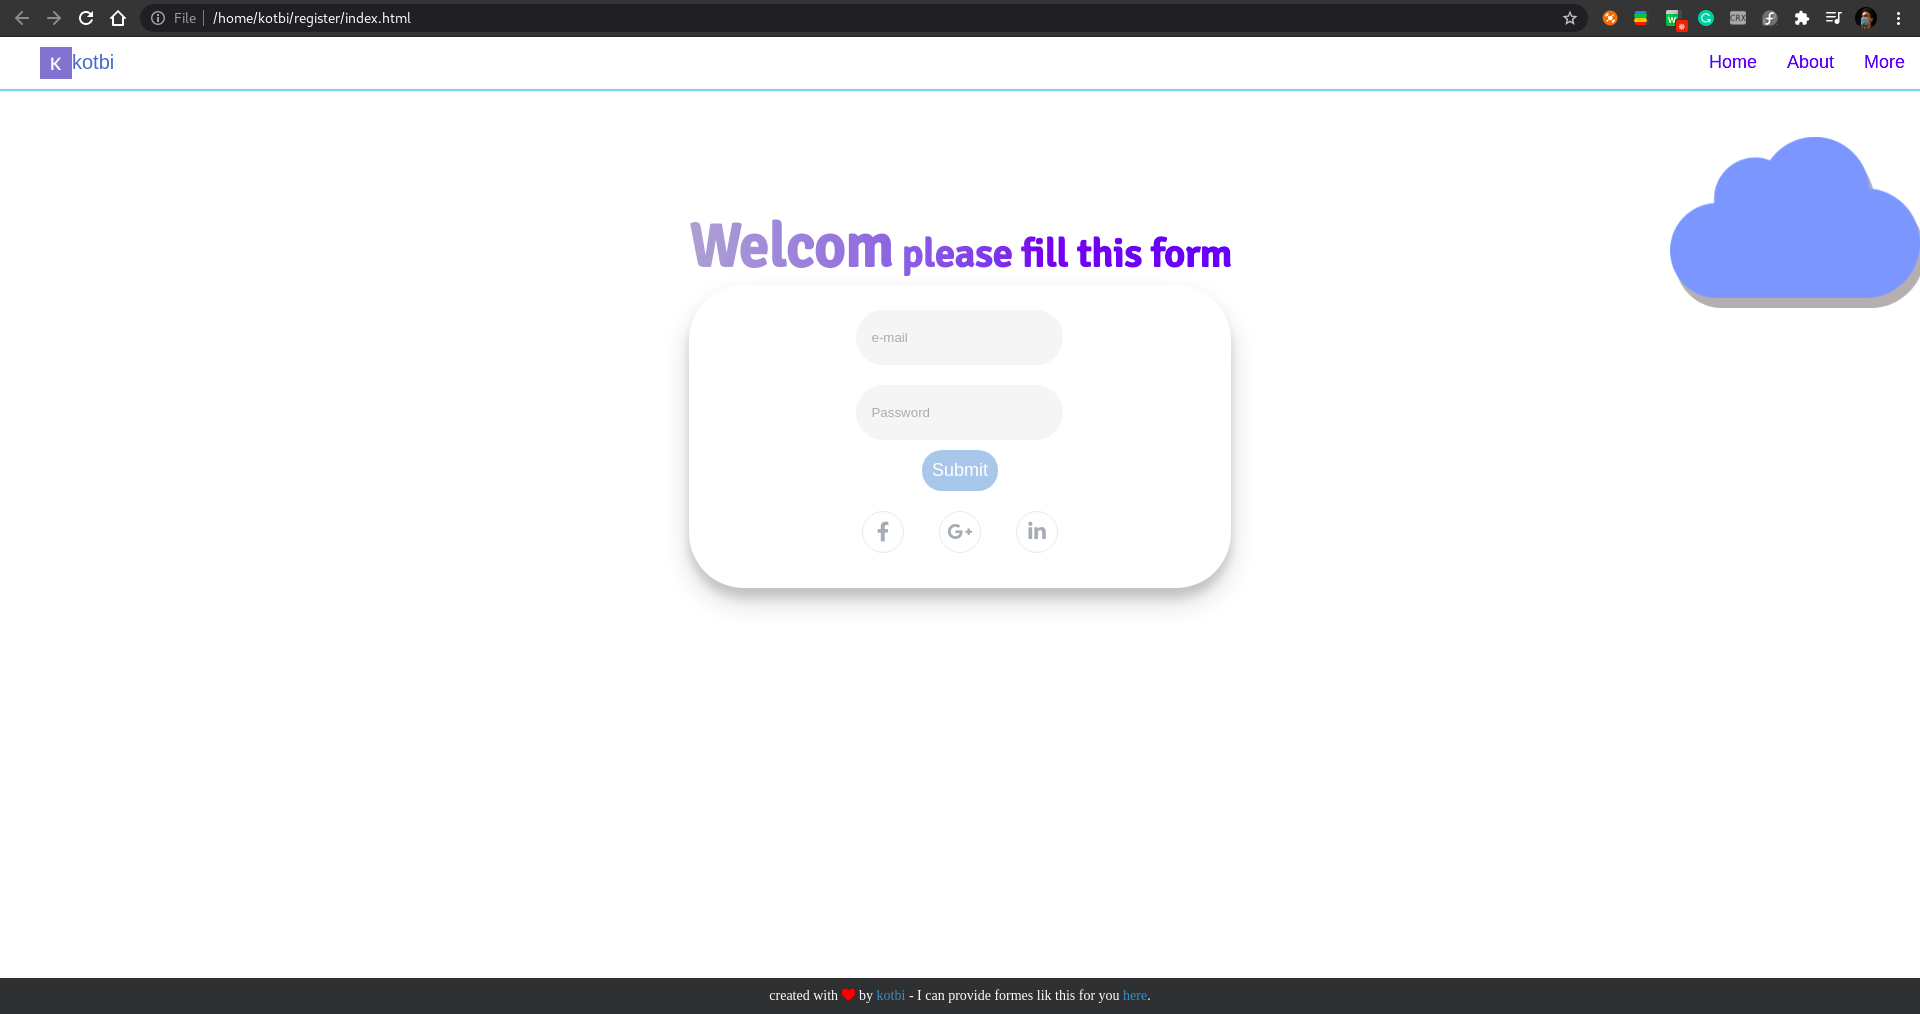 File /home/kotbi/register/index.html
K kotbi Home About More
Welcom please fill this form
e-mail
Password
Submit
f G+ in
created with ❤ by kotbi - I can provide formes lik this for you here.